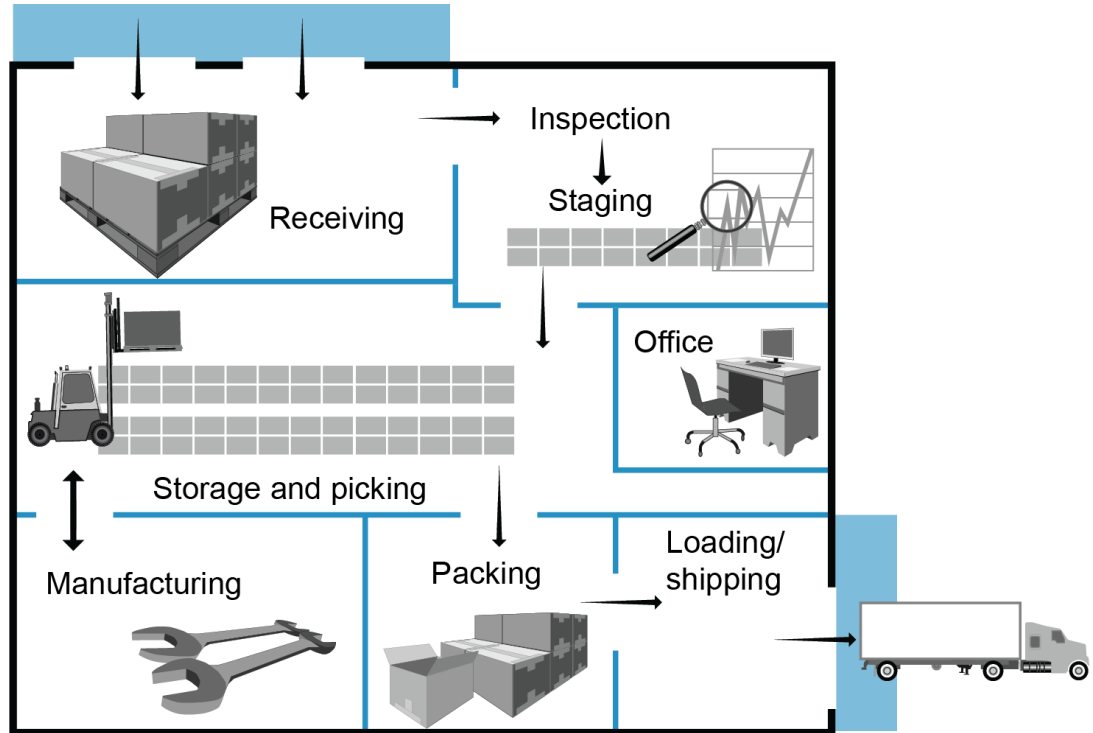 Inspection
Staging
Receiving
Office
Storage and picking
Manufacturing
Packing
Loading/
shipping